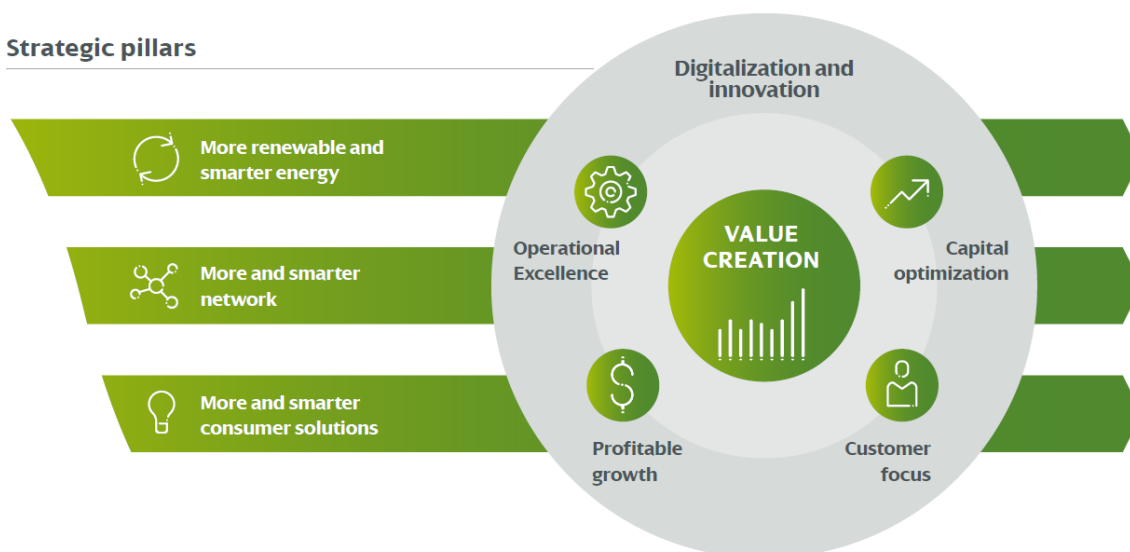 Strategic pillars
Digitalization and
innovation
More renewable and
smarter energy
More and smarter
network
More and smarter
consumer solutions
Operational
Excellence
VALUE
CREATION
Capital
optimization
Profitable
growth
Customer
focus